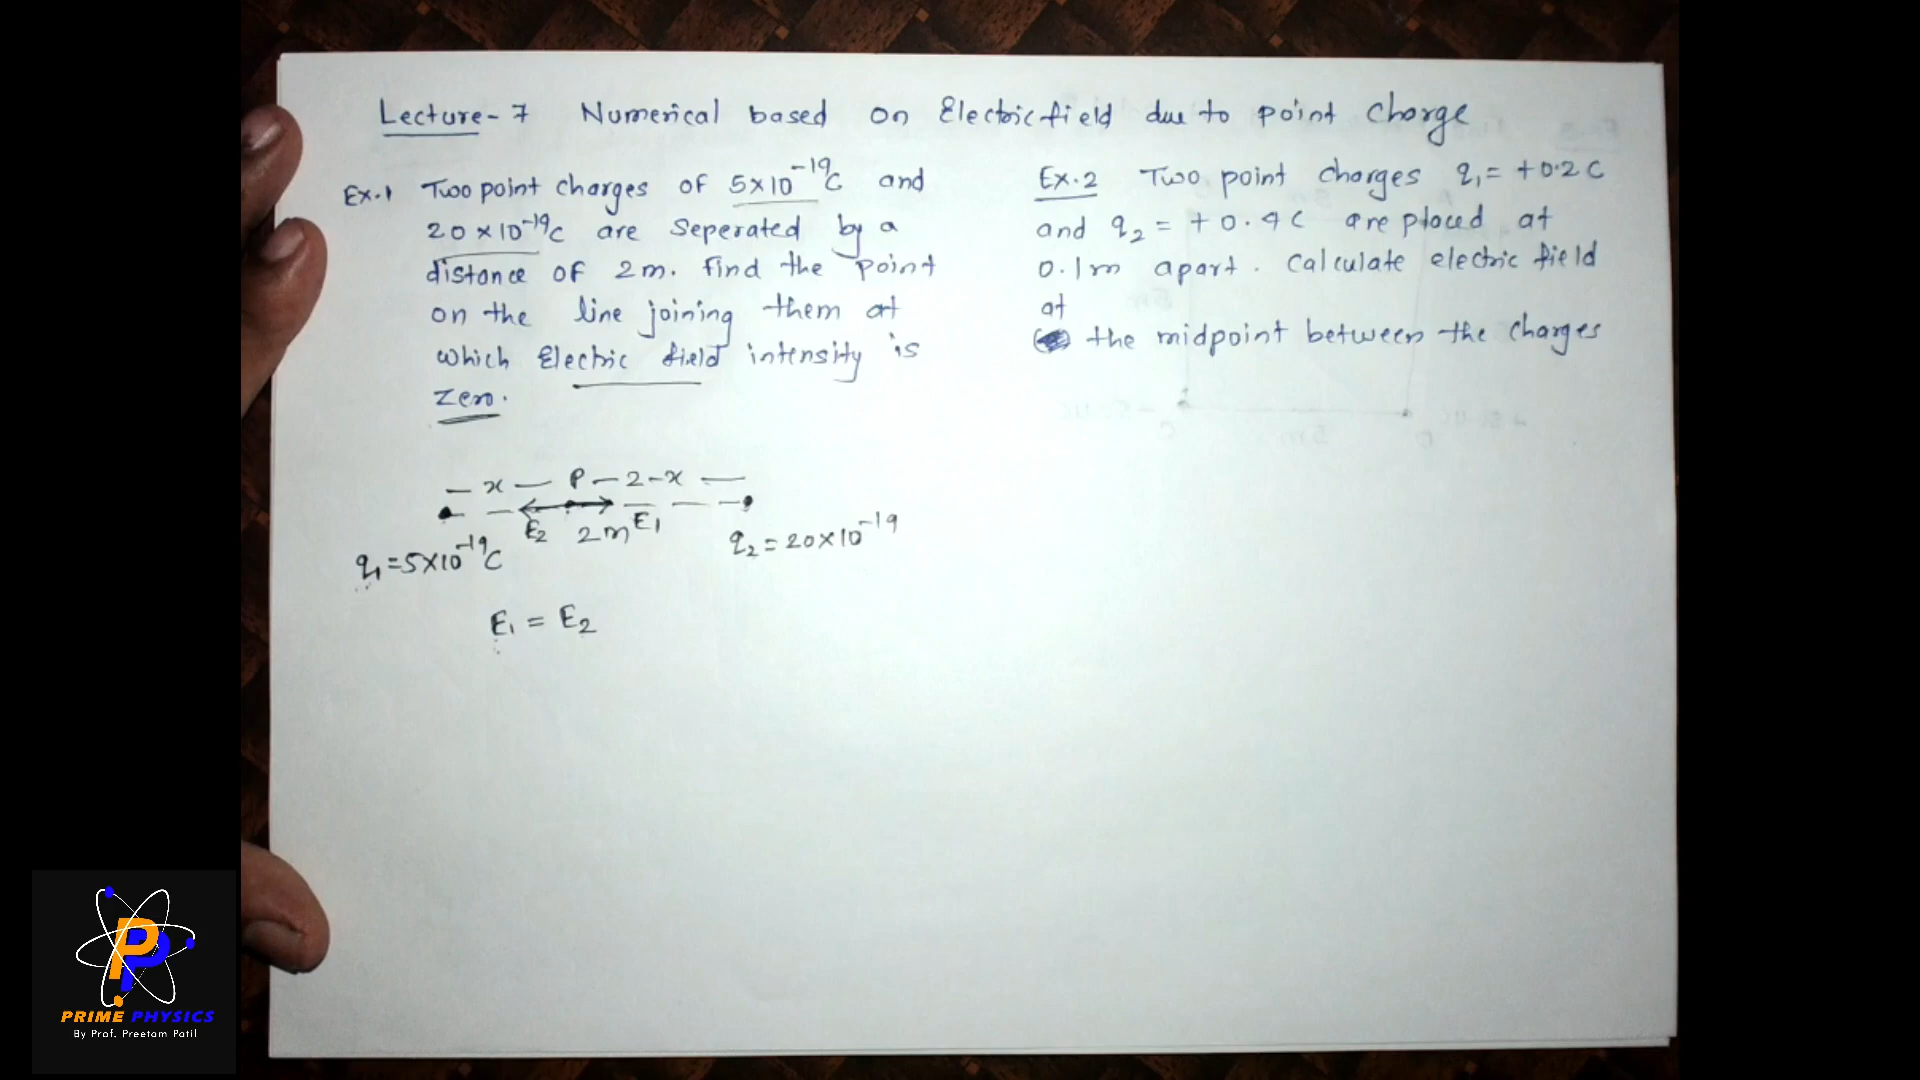 Lecture-7 Numerical based on Electric field due to point charge
Ex.1 Two point charges of 5×10⁻¹⁹C and
20×10⁻¹⁹C are seperated by a
distance of 2m. find the point
on the line joining them at
which Electric field intensity is
zero.
x P 2-x
E₂ 2m E₁
q₁=5×10⁻¹⁹C q₂=20×10⁻¹⁹
E₁ = E₂
Ex.2 Two point charges q₁=+0.2C
and q₂=+0.4C are placed at
0.1m apart. calculate electric field
at
the midpoint between the charges
PRIME PHYSICS
By Prof. Preetam Patil